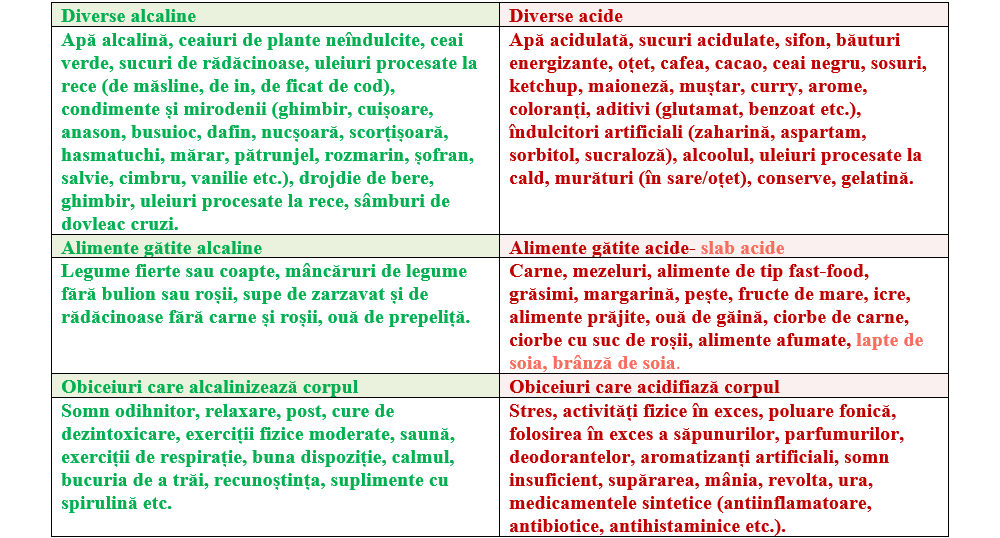 Diverse alcaline
Diverse acide
Apă alcalină, ceaiuri de plante neîndulcite, ceai
verde, sucuri de rădăcinoase, uleiuri procesate la
rece (de măsline, de in, de ficat de cod),
condimente și mirodenii (ghimbir, cuișoare,
anason, busuioc, dafin, nucșoară, scorțișoară,
hasmatuchi, mărar, pătrunjel, rozmarin, șofran,
salvie, cimbru, vanilie etc.), drojdie de bere,
ghimbir, uleiuri procesate la rece, sâmburi de
dovleac cruzi.
Apă acidulată, sucuri acidulate, sifon, băuturi
energizante, oțet, cafea, cacao, ceai negru, sosuri,
ketchup, maioneză, muștar, curry, arome,
coloranți, aditivi (glutamat, benzoat etc.),
îndulcitori artificiali (zaharină, aspartam,
sorbitol, sucraloză), alcoolul, uleiuri procesate la
cald, murături (în sare/oțet), conserve, gelatină.
Alimente gătite alcaline
Alimente gătite acide- slab acide
Legume fierte sau coapte, mâncăruri de legume
fără bulion sau roșii, supe de zarzavat și de
rădăcinoase fără carne și roșii, ouă de prepeliță.
Carne, mezeluri, alimente de tip fast-food,
grăsimi, margarină, pește, fructe de mare, icre,
alimente prăjite, ouă de găină, ciorbe de carne,
ciorbe cu suc de roșii, alimente afumate, lapte de
soia, brânză de soia.
Obiceiuri care alcalinizează corpul
Obiceiuri care acidifiază corpul
Somn odihnitor, relaxare, post, cure de
dezintoxicare, exerciții fizice moderate, saună,
exerciții de respirație, buna dispoziție, calmul,
bucuria de a trăi, recunoștința, suplimente cu
spirulină etc.
Stres, activități fizice în exces, poluare fonică,
folosirea în exces a săpunurilor, parfumurilor,
deodorantelor, aromatizanți artificiali, somn
insuficient, supărarea, mânia, revolta, ura,
medicamentele sintetice (antiinflamatoare,
antibiotice, antihistaminice etc.).